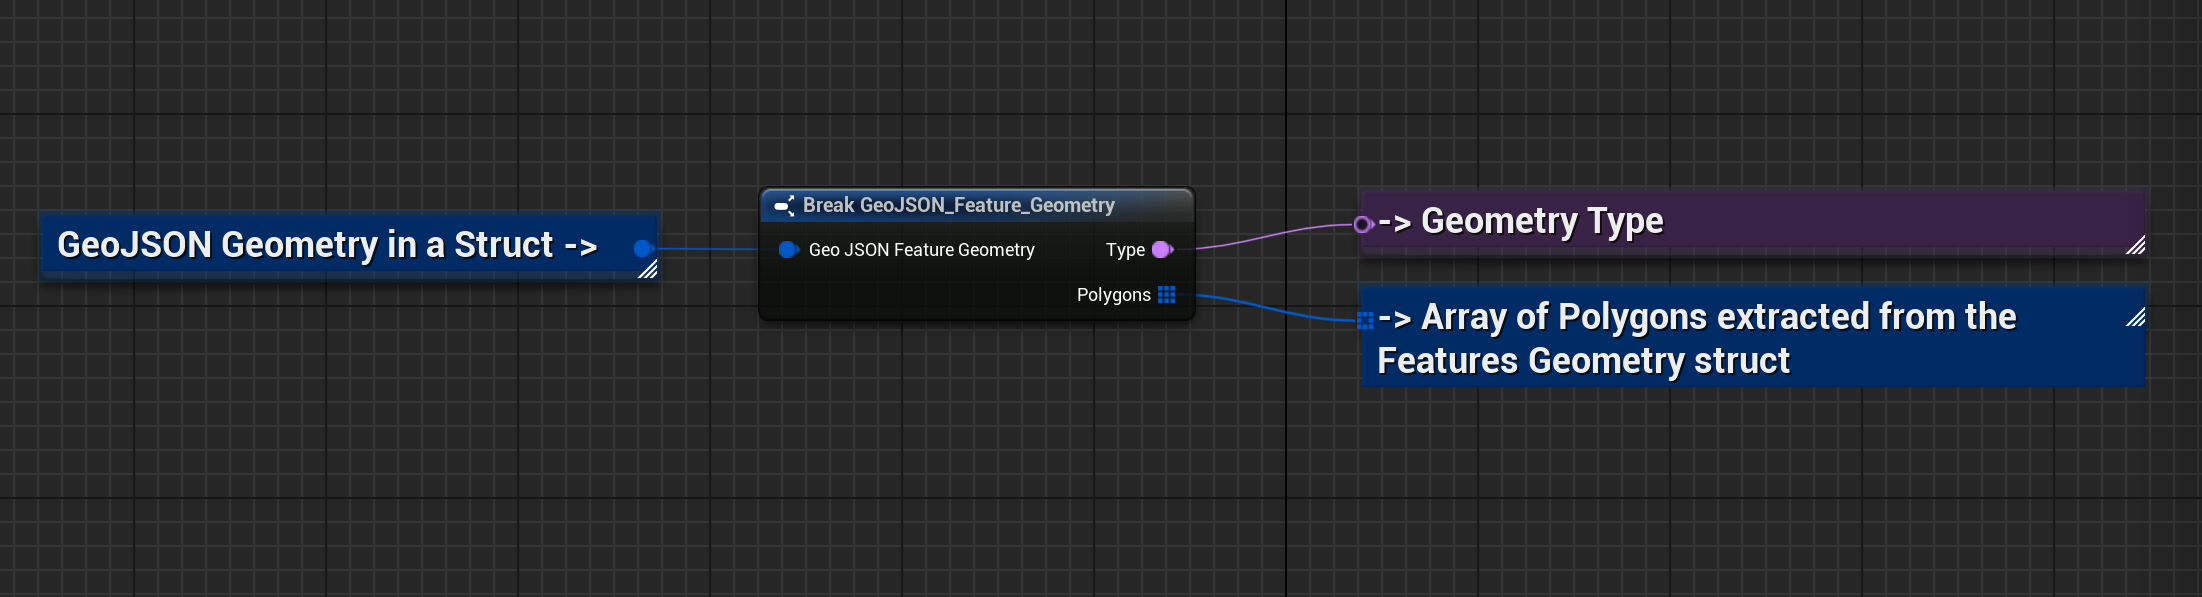 GeoJSON Geometry in a Struct ->
Break GeoJSON_Feature_Geometry
Geo JSON Feature Geometry
Type
Polygons
-> Geometry Type
-> Array of Polygons extracted from the
Features Geometry struct